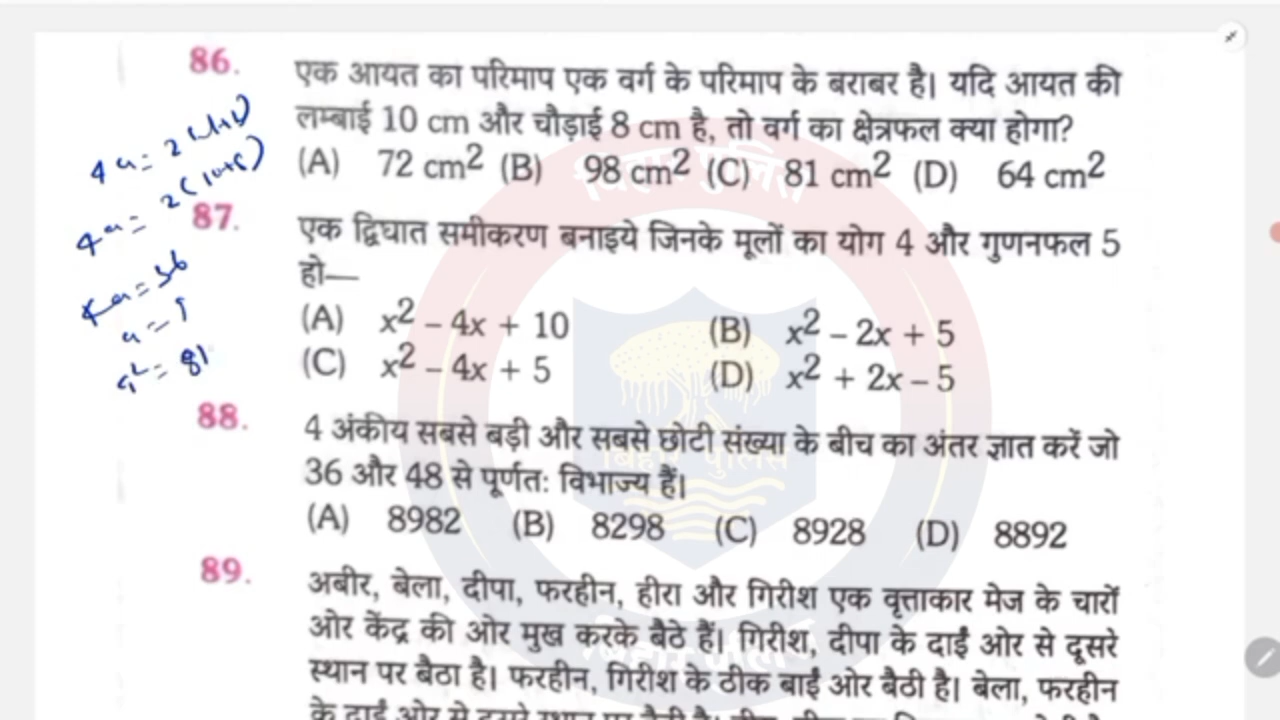 86.
एक आयत का परिमाप एक वर्ग के परिमाप के बराबर है। यदि आयत की
लम्बाई 10 cm और चौड़ाई 8 cm है, तो वर्ग का क्षेत्रफल क्या होगा?
(A) 72 cm2 (B) 98 cm2 (C) 81 cm2 (D) 64 cm2
4a = 2(l+b)
4a = 2(10+8)
4a = 36
a = 9
a² = 81
87.
एक द्विघात समीकरण बनाइये जिनके मूलों का योग 4 और गुणनफल 5
हो—
(A) x2 – 4x + 10 (B) x2 – 2x + 5
(C) x2 – 4x + 5 (D) x2 + 2x – 5
88.
4 अंकीय सबसे बड़ी और सबसे छोटी संख्या के बीच का अंतर ज्ञात करें जो
36 और 48 से पूर्णत: विभाज्य हैं।
(A) 8982 (B) 8298 (C) 8928 (D) 8892
89.
अबीर, बेला, दीपा, फरहीन, हीरा और गिरीश एक वृत्ताकार मेज के चारों
ओर केंद्र की ओर मुख करके बैठे हैं। गिरीश, दीपा के दाईं ओर से दूसरे
स्थान पर बैठा है। फरहीन, गिरीश के ठीक बाईं ओर बैठी है। बेला, फरहीन
बिहार पुलिस
बिहार पुलिस